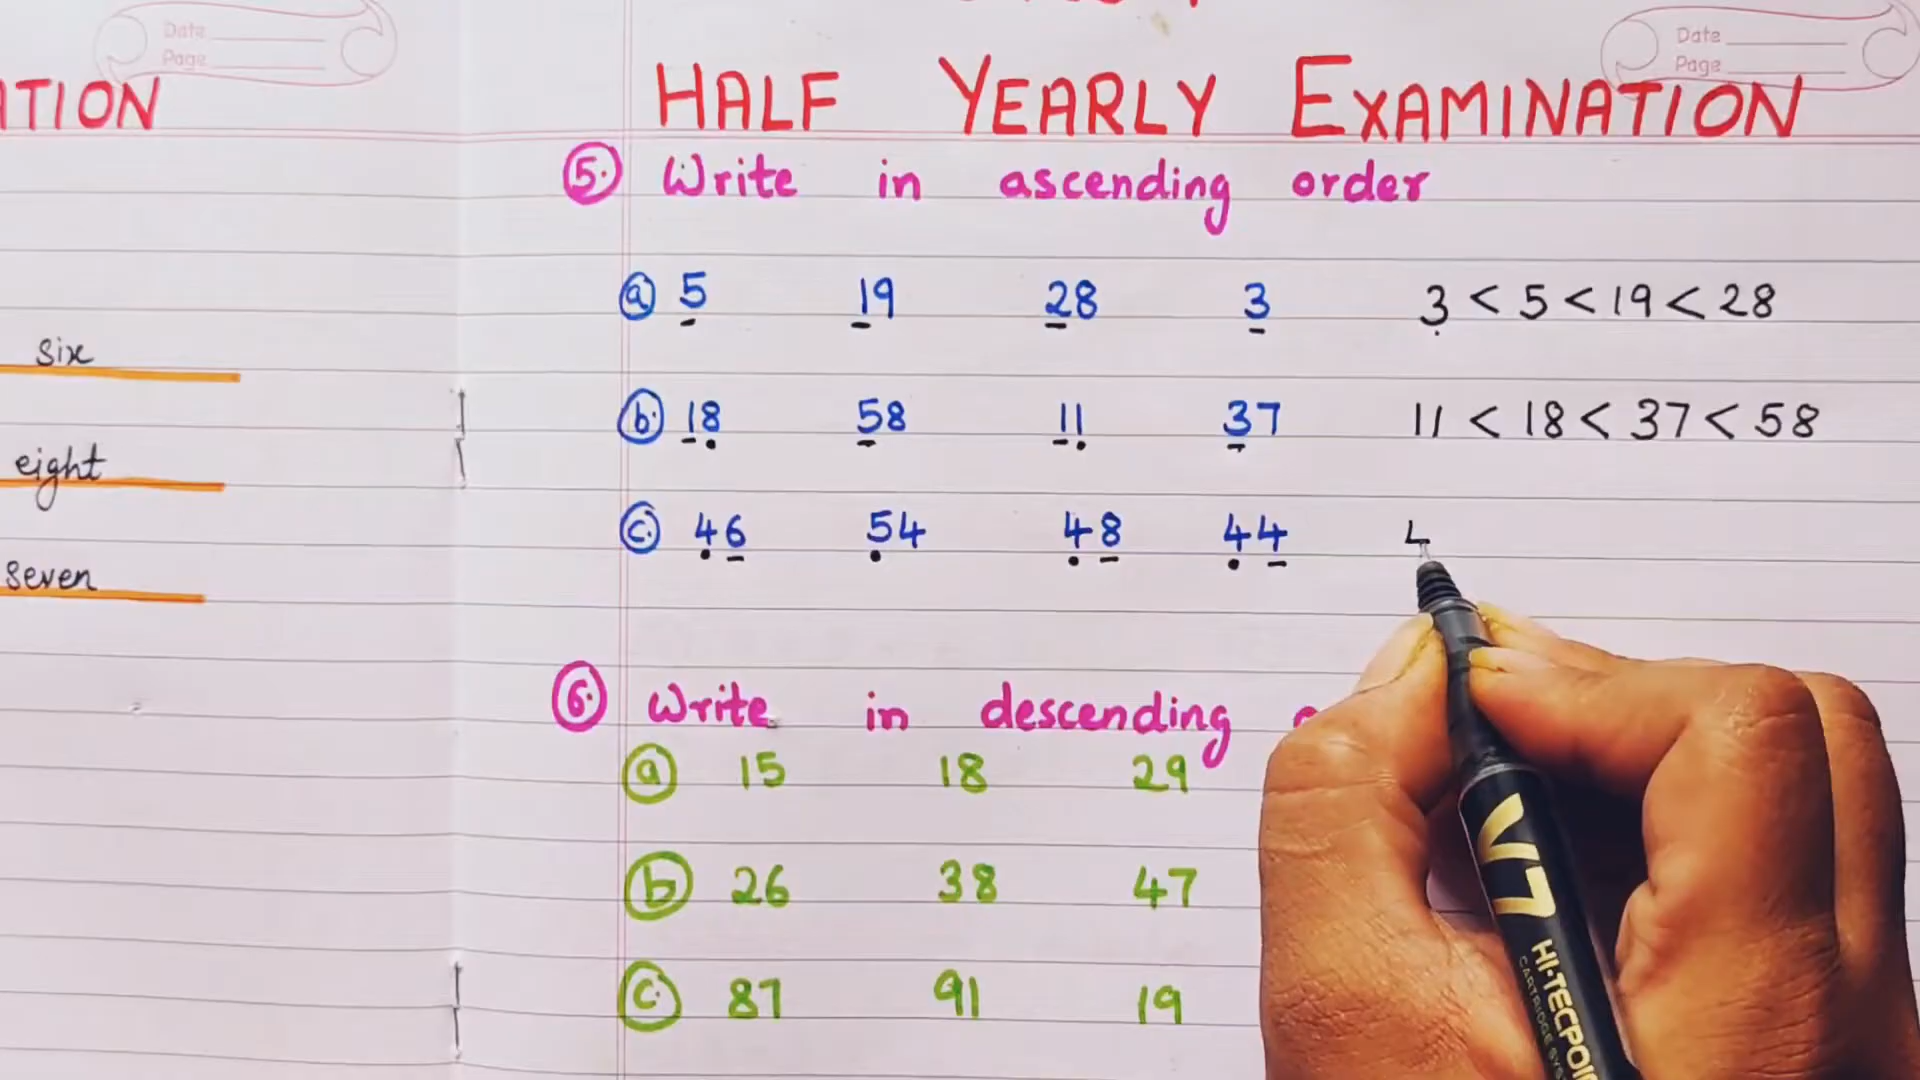 Date
Page
Date
Page
ATION
HALF YEARLY EXAMINATION
5. Write in ascending order
a 5 19 28 3 3 < 5 < 19 < 28
six
b. 18 58 11 37 11 < 18 < 37 < 58
eight
c. 46 54 48 44 4
seven
6. Write in descending
a 15 18 29
b 26 38 47
c. 87 91 19
V7
HI-TECPOINT